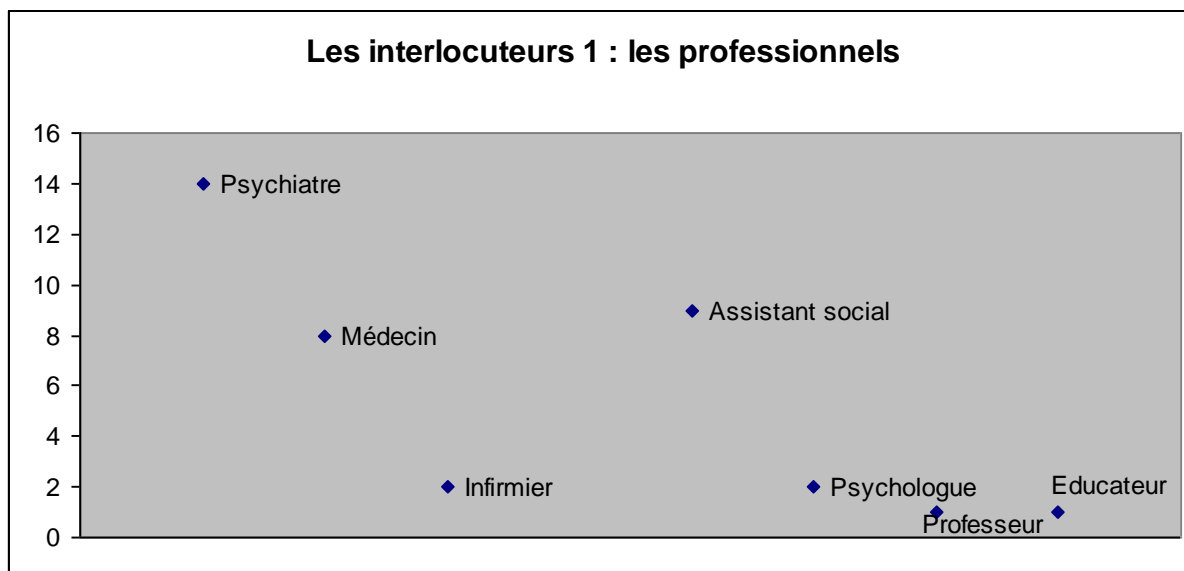 Les interlocuteurs 1 : les professionnels
16
14
Psychiatre
12
10
Assistant social
8
Médecin
6
4
2
Infirmier
Psychologue
Educateur
Professeur
0